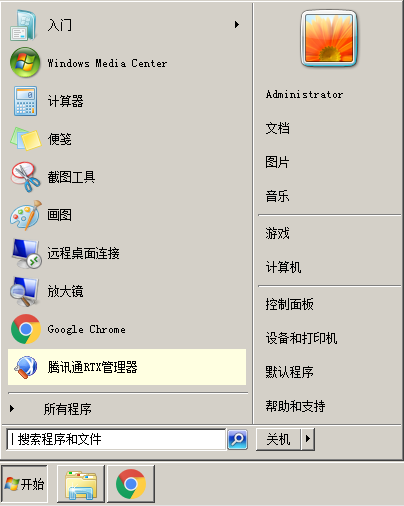 入门
Windows Media Center
计算器
便笺
截图工具
画图
远程桌面连接
放大镜
Google Chrome
腾讯通RTX管理器
所有程序
搜索程序和文件
Administrator
文档
图片
音乐
游戏
计算机
控制面板
设备和打印机
默认程序
帮助和支持
关机
开始